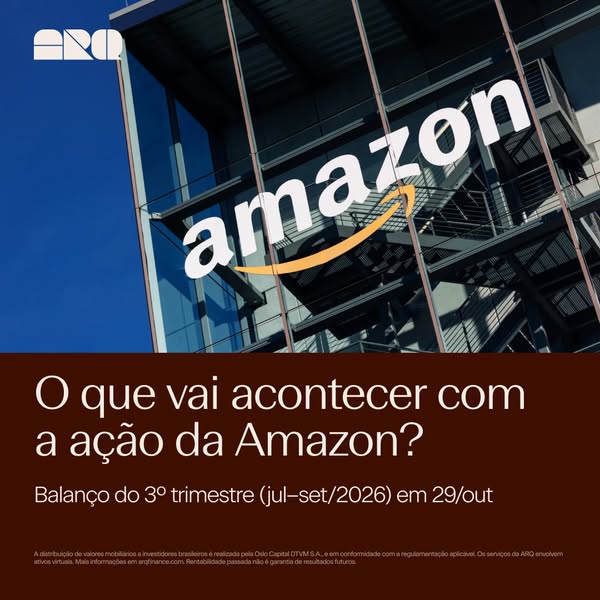 ARQ
amazon
O que vai acontecer com
a ação da Amazon?
Balanço do 3º trimestre (jul–set/2026) em 29/out
A distribuição de valores mobiliários a investidores brasileiros é realizada pela Oslo Capital DTVM S.A., e em conformidade com a regulamentação aplicável. Os serviços da ARQ envolvem
ativos virtuais. Mais informações em arqfinance.com. Rentabilidade passada não é garantia de resultados futuros.